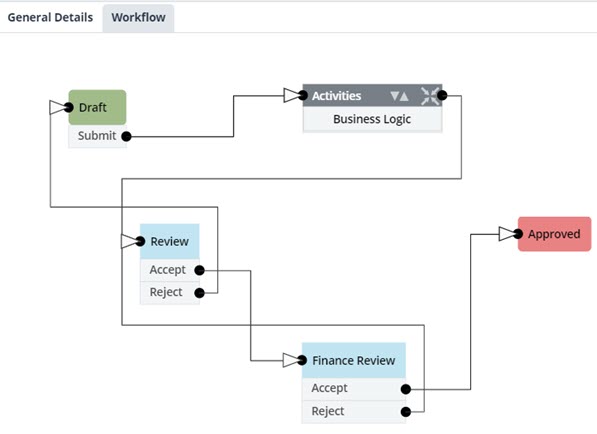 General Details
Workflow
Draft
Submit
Activities
Business Logic
Review
Accept
Reject
Approved
Finance Review
Accept
Reject